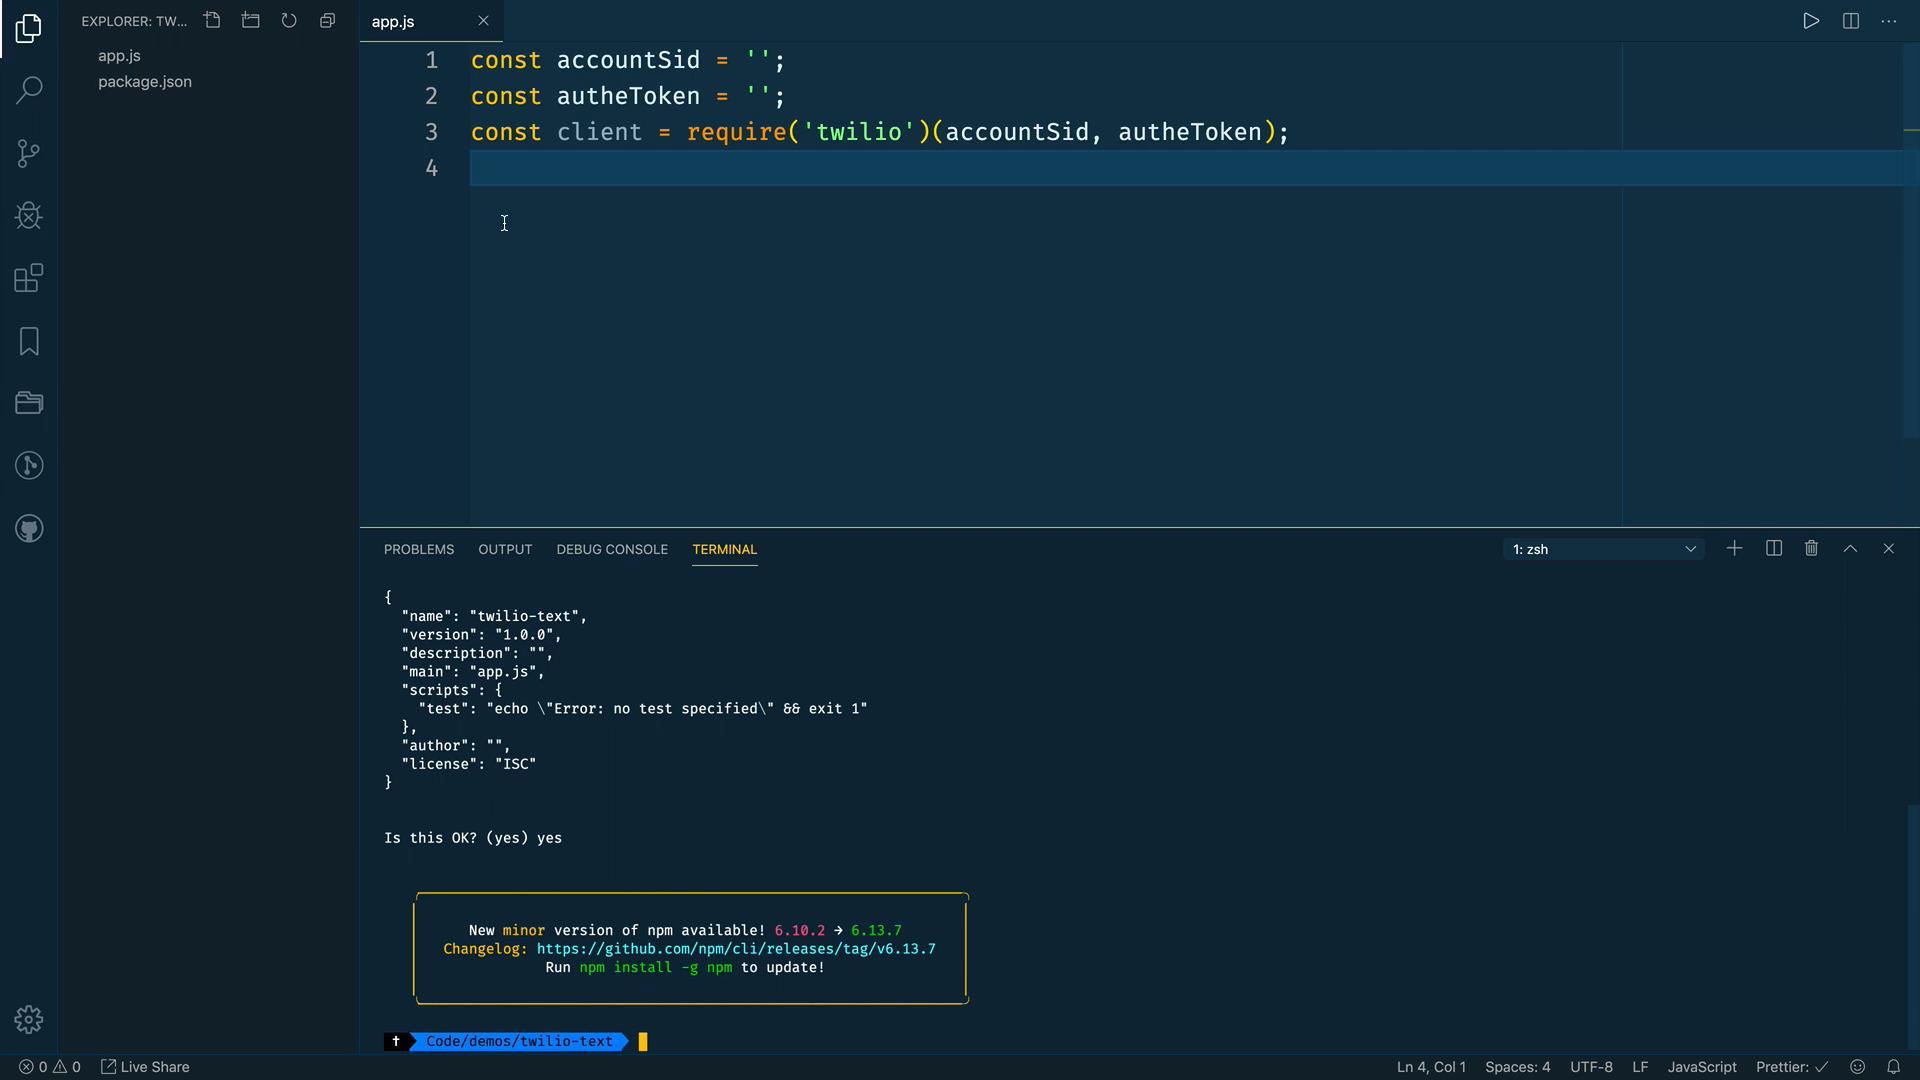 EXPLORER: TW...
app.js
package.json
app.js
1 const accountSid = '';
2 const autheToken = '';
3 const client = require('twilio')(accountSid, autheToken);
4
PROBLEMS OUTPUT DEBUG CONSOLE TERMINAL 1: zsh
{
"name": "twilio-text",
"version": "1.0.0",
"description": "",
"main": "app.js",
"scripts": {
"test": "echo \"Error: no test specified\" && exit 1"
},
"author": "",
"license": "ISC"
}
Is this OK? (yes) yes
New minor version of npm available! 6.10.2 → 6.13.7
Changelog: https://github.com/npm/cli/releases/tag/v6.13.7
Run npm install -g npm to update!
Code/demos/twilio-text
0 0 Live Share Ln 4, Col 1 Spaces: 4 UTF-8 LF JavaScript Prettier: ✓